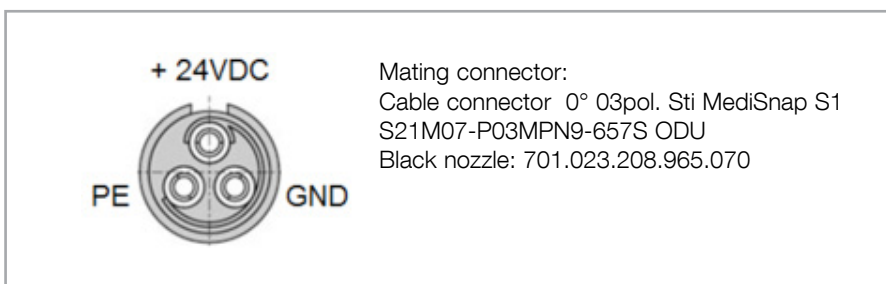 + 24VDC
PE
GND
Mating connector:
Cable connector  0° 03pol. Sti MediSnap S1
S21M07-P03MPN9-657S ODU
Black nozzle: 701.023.208.965.070